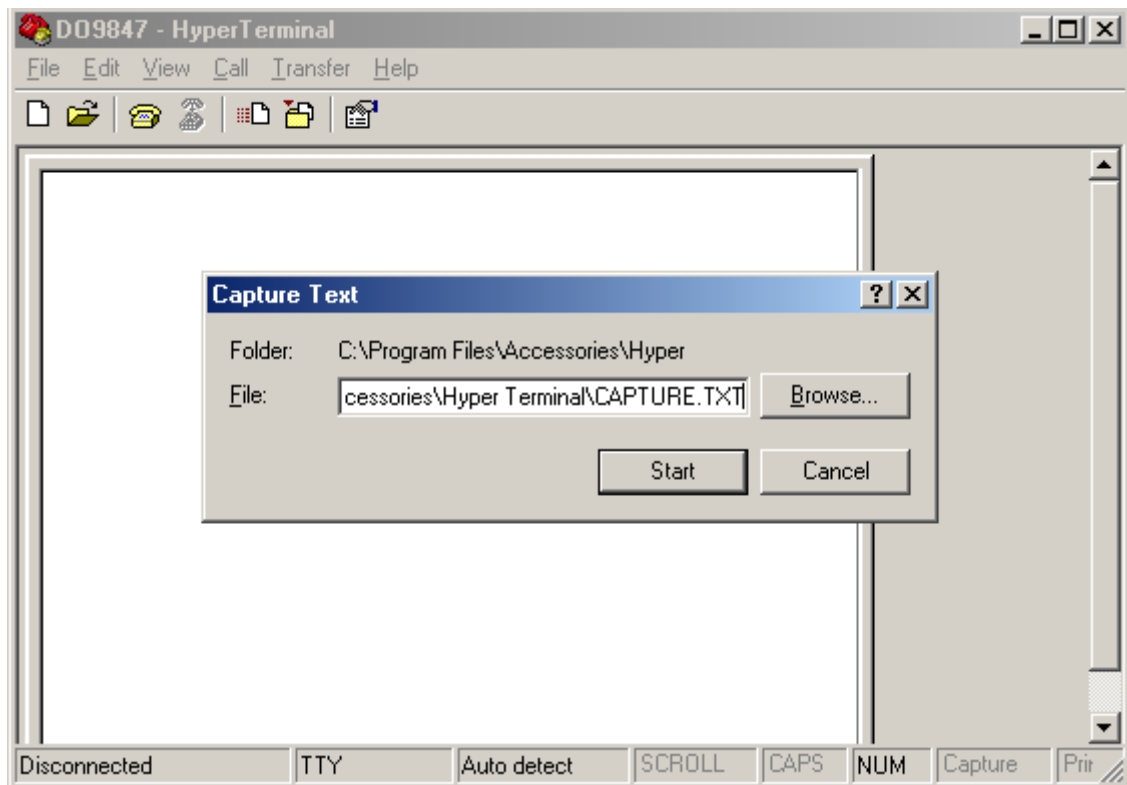 DO9847 - HyperTerminal
File Edit View Call Transfer Help
Capture Text
Folder: C:\Program Files\Accessories\Hyper
File: cessories\Hyper Terminal\CAPTURE.TXT Browse...
Start Cancel
Disconnected TTY Auto detect SCROLL CAPS NUM Capture Prir